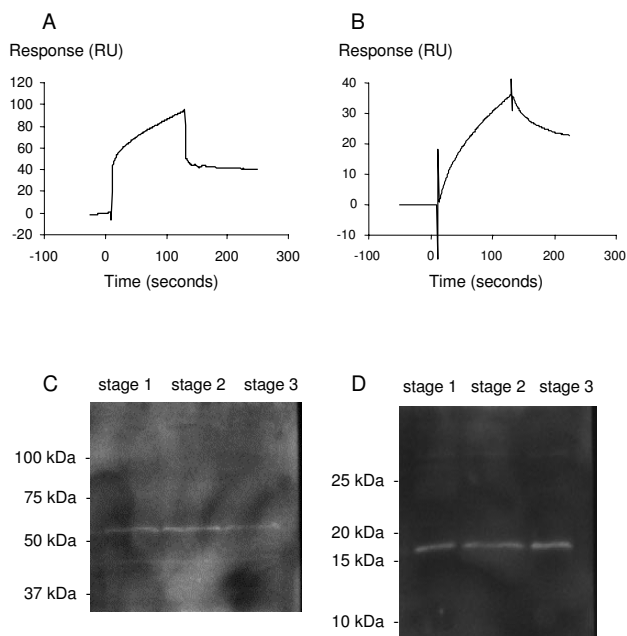 A
Response (RU)
120
100
80
60
40
20
0
-20
-100 0 100 200 300
Time (seconds)
B
Response (RU)
40
30
20
10
0
-10
-100 0 100 200 300
Time (seconds)
C stage 1 stage 2 stage 3
100 kDa -
75 kDa -
50 kDa -
37 kDa -
D stage 1 stage 2 stage 3
25 kDa -
20 kDa -
15 kDa -
10 kDa -